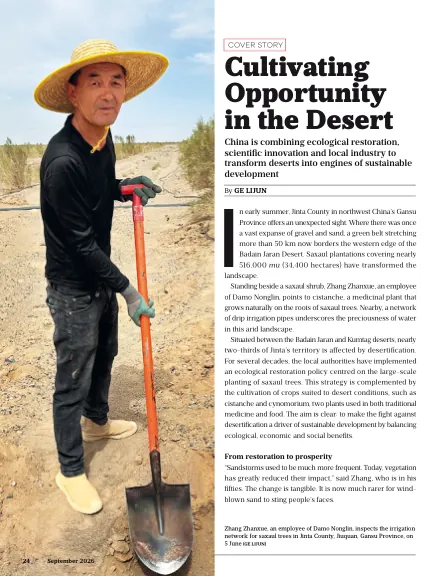 COVER STORY
Cultivating
Opportunity
in the Desert
China is combining ecological restoration,
scientific innovation and local industry to
transform deserts into engines of sustainable
development
By GE LIJUN
In early summer, Jinta County in northwest China's Gansu
Province offers an unexpected sight. Where there was once
a vast expanse of gravel and sand, a green belt stretching
more than 50 km now borders the western edge of the
Badain Jaran Desert. Saxaul plantations covering nearly
516,000 mu (34,400 hectares) have transformed the
landscape.
Standing beside a saxaul shrub, Zhang Zhanxue, an employee
of Damo Nonglin, points to cistanche, a medicinal plant that
grows naturally on the roots of saxaul trees. Nearby, a network
of drip irrigation pipes underscores the preciousness of water
in this arid landscape.
Situated between the Badain Jaran and Kumtag deserts, nearly
two-thirds of Jinta's territory is affected by desertification.
For several decades, the local authorities have implemented
an ecological restoration policy centred on the large-scale
planting of saxaul trees. This strategy is complemented by
the cultivation of crops suited to desert conditions, such as
cistanche and cynomorium, two plants used in both traditional
medicine and food. The aim is clear: to make the fight against
desertification a driver of sustainable development by balancing
ecological, economic and social benefits.
From restoration to prosperity
"Sandstorms used to be much more frequent. Today, vegetation
has greatly reduced their impact," said Zhang, who is in his
fifties. The change is tangible. It is now much rarer for wind-
blown sand to sting people's faces.
Zhang Zhanxue, an employee of Damo Nonglin, inspects the irrigation
network for saxaul trees in Jinta County, Jiuquan, Gansu Province, on
5 June GE LIJUN
24 September 2026